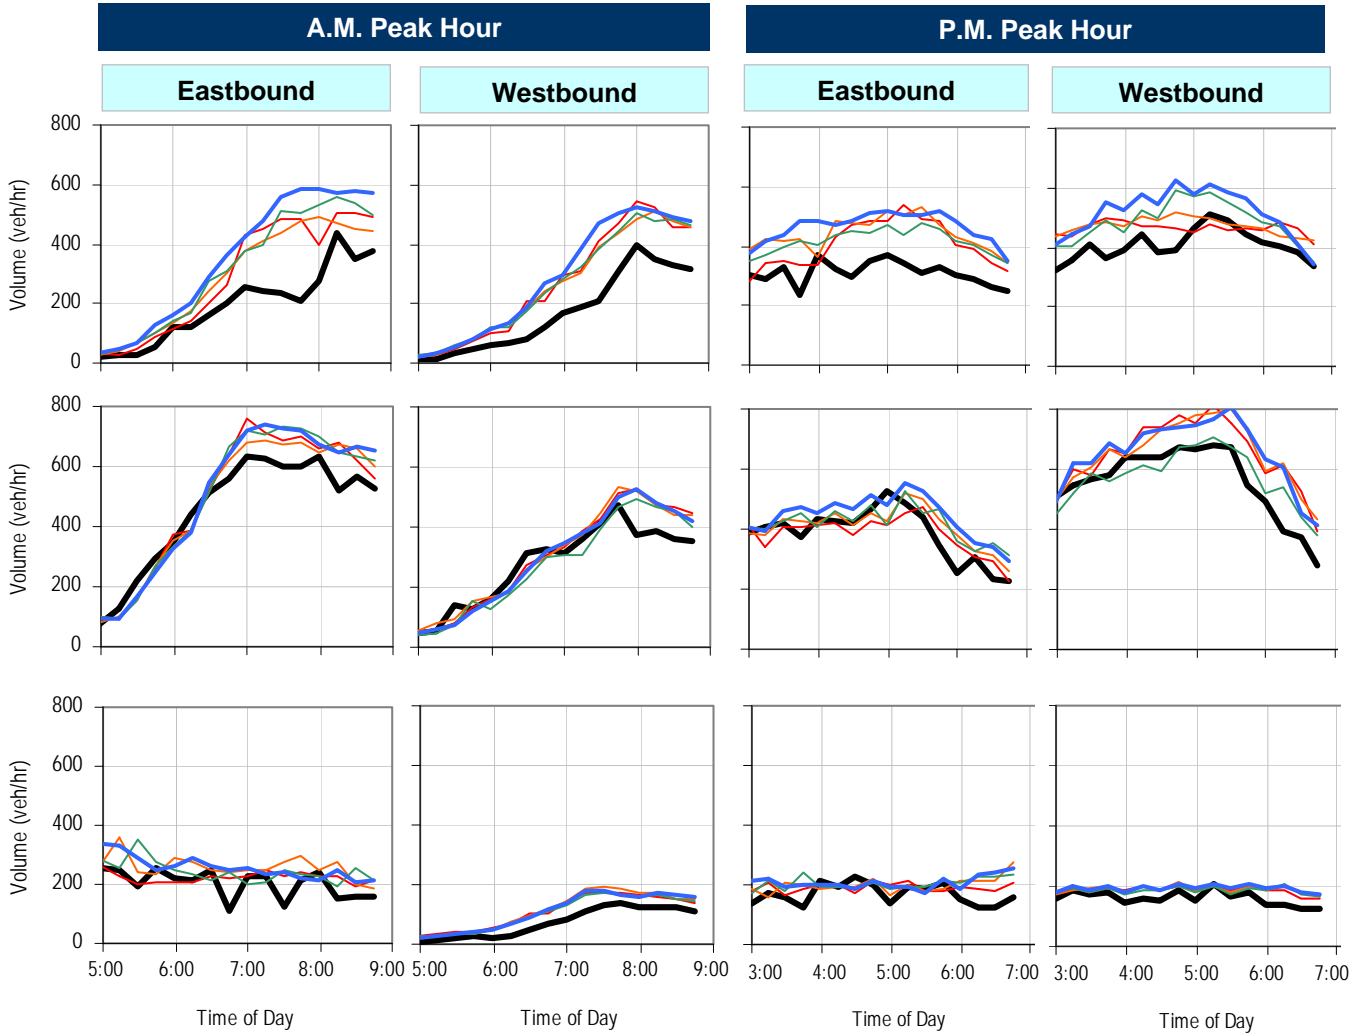 A.M. Peak Hour
P.M. Peak Hour
Eastbound
Westbound
Eastbound
Westbound
Volume (veh/hr)
800
600
400
200
0
Volume (veh/hr)
800
600
400
200
0
Volume (veh/hr)
800
600
400
200
0
5:00 6:00 7:00 8:00 9:00
5:00 6:00 7:00 8:00 9:00
3:00 4:00 5:00 6:00 7:00
3:00 4:00 5:00 6:00 7:00
Time of Day
Time of Day
Time of Day
Time of Day